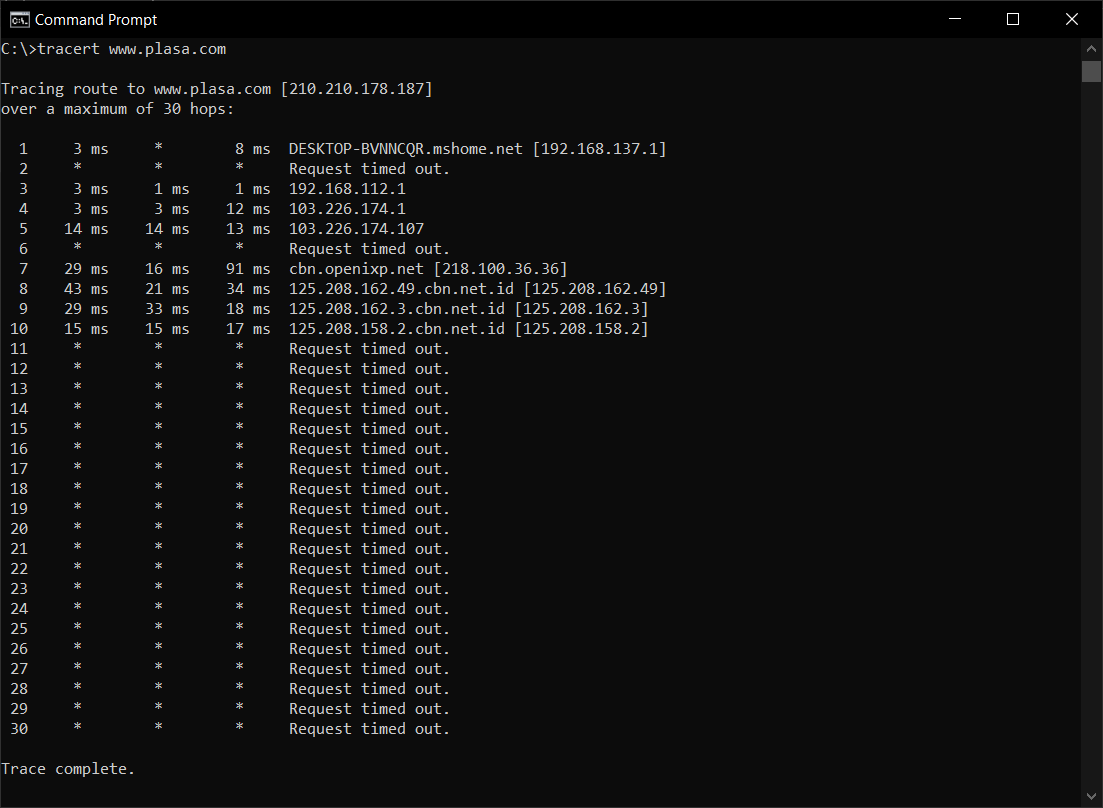 Command Prompt
C:\>tracert www.plasa.com
Tracing route to www.plasa.com [210.210.178.187]
over a maximum of 30 hops:
1 3 ms * 8 ms DESKTOP-BVNNCQR.mshome.net [192.168.137.1]
2 * * * Request timed out.
3 3 ms 1 ms 1 ms 192.168.112.1
4 3 ms 3 ms 12 ms 103.226.174.1
5 14 ms 14 ms 13 ms 103.226.174.107
6 * * * Request timed out.
7 29 ms 16 ms 91 ms cbn.openixp.net [218.100.36.36]
8 43 ms 21 ms 34 ms 125.208.162.49.cbn.net.id [125.208.162.49]
9 29 ms 33 ms 18 ms 125.208.162.3.cbn.net.id [125.208.162.3]
10 15 ms 15 ms 17 ms 125.208.158.2.cbn.net.id [125.208.158.2]
11 * * * Request timed out.
12 * * * Request timed out.
13 * * * Request timed out.
14 * * * Request timed out.
15 * * * Request timed out.
16 * * * Request timed out.
17 * * * Request timed out.
18 * * * Request timed out.
19 * * * Request timed out.
20 * * * Request timed out.
21 * * * Request timed out.
22 * * * Request timed out.
23 * * * Request timed out.
24 * * * Request timed out.
25 * * * Request timed out.
26 * * * Request timed out.
27 * * * Request timed out.
28 * * * Request timed out.
29 * * * Request timed out.
30 * * * Request timed out.
Trace complete.